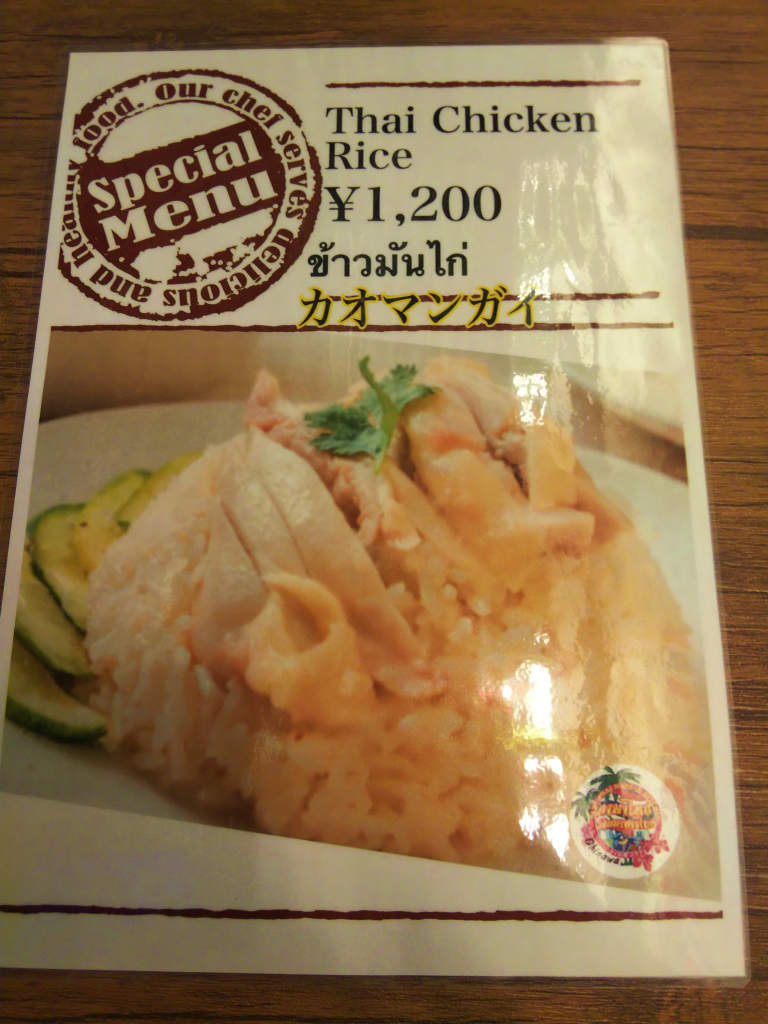 Our chef serves delicious and healthy food.
Special
Menu
Thai Chicken
Rice
¥1,200
ข้าวมันไก่
カオマンガイ
Okinawa